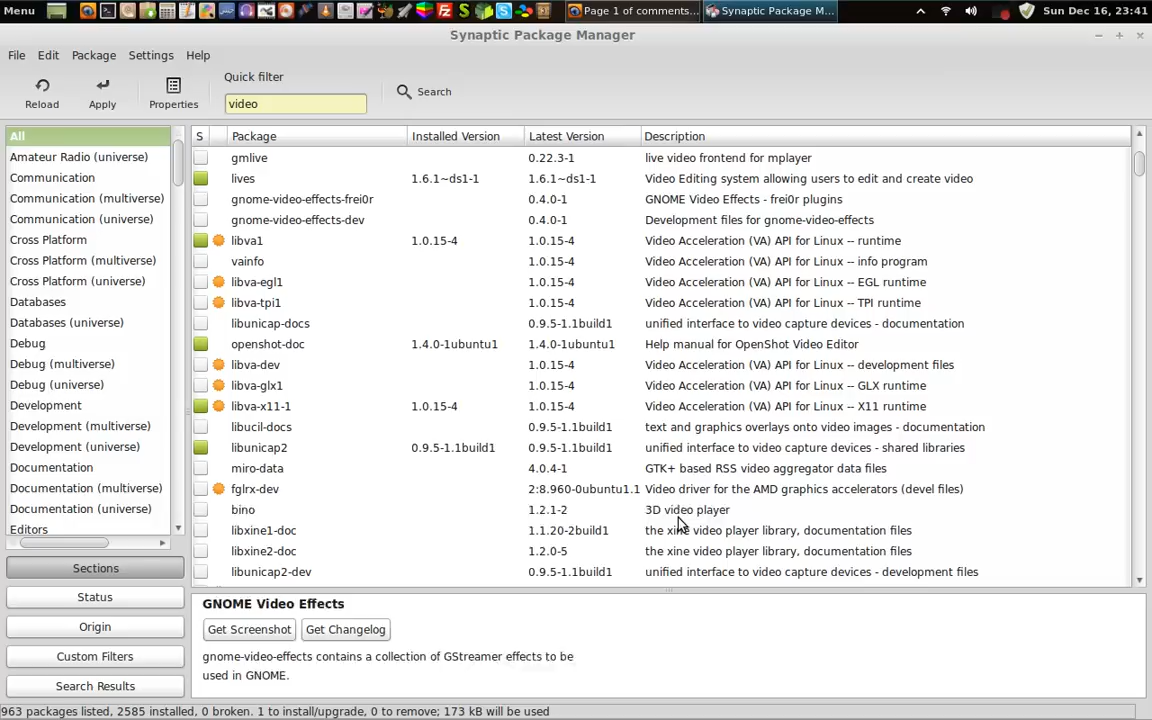 Menu
Page 1 of comments...
Synaptic Package M...
Sun Dec 16, 23:41
Synaptic Package Manager
File Edit Package Settings Help
Quick filter
Reload Apply Properties
video
Search
All
Amateur Radio (universe)
Communication
Communication (multiverse)
Communication (universe)
Cross Platform
Cross Platform (multiverse)
Cross Platform (universe)
Databases
Databases (universe)
Debug
Debug (multiverse)
Debug (universe)
Development
Development (multiverse)
Development (universe)
Documentation
Documentation (multiverse)
Documentation (universe)
Editors
Sections
Status
Origin
Custom Filters
Search Results
S Package Installed Version Latest Version Description
gmlive 0.22.3-1 live video frontend for mplayer
lives 1.6.1~ds1-1 1.6.1~ds1-1 Video Editing system allowing users to edit and create video
gnome-video-effects-frei0r 0.4.0-1 GNOME Video Effects - frei0r plugins
gnome-video-effects-dev 0.4.0-1 Development files for gnome-video-effects
libva1 1.0.15-4 1.0.15-4 Video Acceleration (VA) API for Linux -- runtime
vainfo 1.0.15-4 Video Acceleration (VA) API for Linux -- info program
libva-egl1 1.0.15-4 Video Acceleration (VA) API for Linux -- EGL runtime
libva-tpi1 1.0.15-4 Video Acceleration (VA) API for Linux -- TPI runtime
libunicap-docs 0.9.5-1.1build1 unified interface to video capture devices - documentation
openshot-doc 1.4.0-1ubuntu1 1.4.0-1ubuntu1 Help manual for OpenShot Video Editor
libva-dev 1.0.15-4 Video Acceleration (VA) API for Linux -- development files
libva-glx1 1.0.15-4 Video Acceleration (VA) API for Linux -- GLX runtime
libva-x11-1 1.0.15-4 1.0.15-4 Video Acceleration (VA) API for Linux -- X11 runtime
libucil-docs 0.9.5-1.1build1 text and graphics overlays onto video images - documentation
libunicap2 0.9.5-1.1build1 0.9.5-1.1build1 unified interface to video capture devices - shared libraries
miro-data 4.0.4-1 GTK+ based RSS video aggregator data files
fglrx-dev 2:8.960-0ubuntu1.1 Video driver for the AMD graphics accelerators (devel files)
bino 1.2.1-2 3D video player
libxine1-doc 1.1.20-2build1 the xine video player library, documentation files
libxine2-doc 1.2.0-5 the xine video player library, documentation files
libunicap2-dev 0.9.5-1.1build1 unified interface to video capture devices - development files
GNOME Video Effects
Get Screenshot Get Changelog
gnome-video-effects contains a collection of GStreamer effects to be
used in GNOME.
963 packages listed, 2585 installed, 0 broken. 1 to install/upgrade, 0 to remove; 173 kB will be used